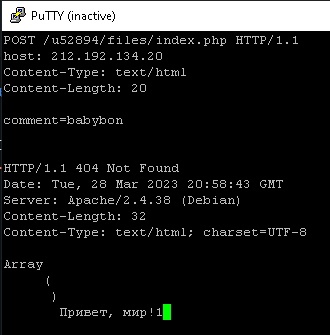 PuTTY (inactive)
POST /u52894/files/index.php HTTP/1.1
host: 212.192.134.20
Content-Type: text/html
Content-Length: 20
comment=babybon
HTTP/1.1 404 Not Found
Date: Tue, 28 Mar 2023 20:58:43 GMT
Server: Apache/2.4.38 (Debian)
Content-Length: 32
Content-Type: text/html; charset=UTF-8
Array
(
)
Привет, мир!1